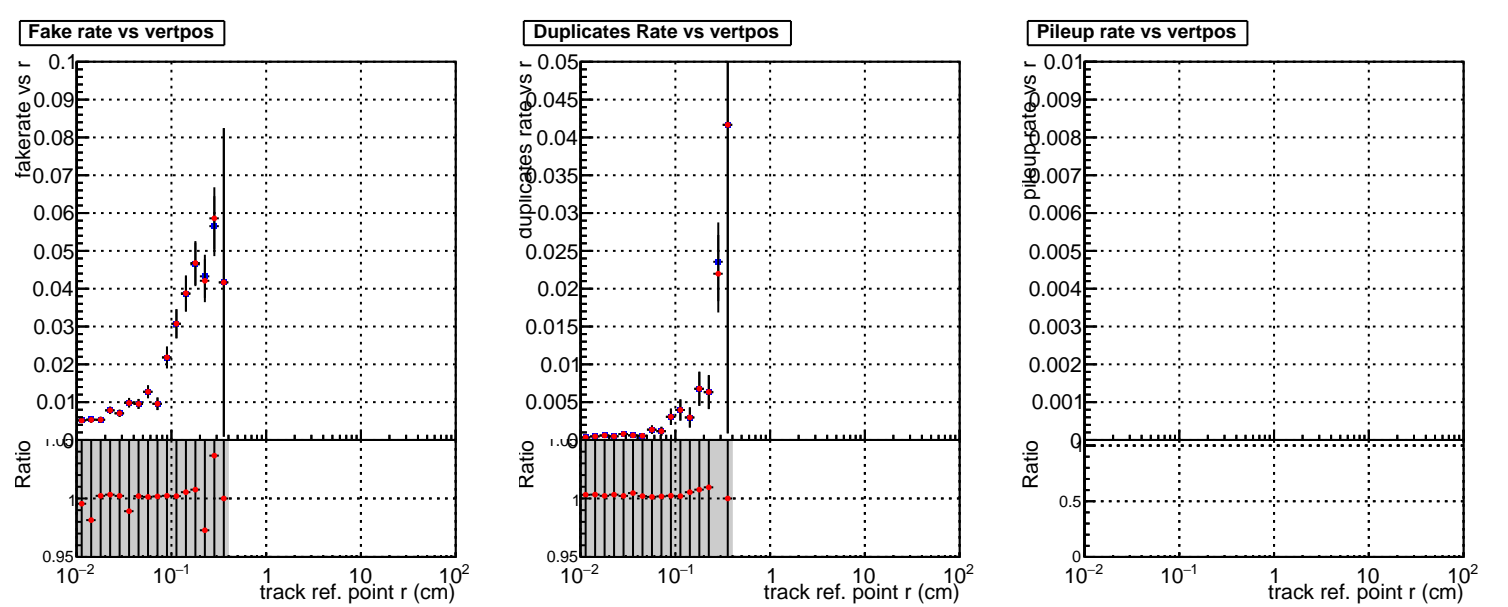 Fake rate vs vertpos
fakerate vs r
0.1
0.09
0.08
0.07
0.06
0.05
0.04
0.03
0.02
0.01
0
Ratio
1
0.95
10⁻² 10⁻¹ 1 10 10²
track ref. point r (cm)
Duplicates Rate vs vertpos
duplicates rate vs r
0.05
0.045
0.04
0.035
0.03
0.025
0.02
0.015
0.01
0.005
0
Ratio
1
0.95
10⁻² 10⁻¹ 1 10 10²
track ref. point r (cm)
Pileup rate vs vertpos
pileup rate vs r
0.01
0.009
0.008
0.007
0.006
0.005
0.004
0.003
0.002
0.001
0
Ratio
1
0.5
0
10⁻² 10⁻¹ 1 10 10²
track ref. point r (cm)